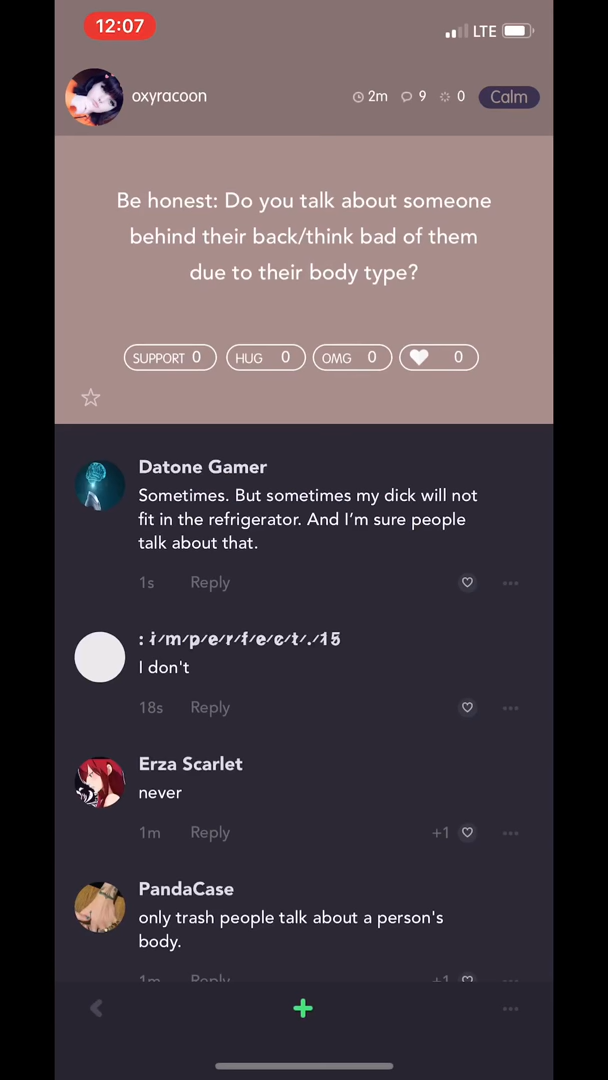 12:07
LTE
oxyracoon
2m 9 0 Calm
Be honest: Do you talk about someone
behind their back/think bad of them
due to their body type?
SUPPORT 0 HUG 0 OMG 0 0
Datone Gamer
Sometimes. But sometimes my dick will not
fit in the refrigerator. And I’m sure people
talk about that.
1s Reply
: i̷m̷p̷e̷r̷f̷e̷c̷t̷.̷15
I don't
18s Reply
Erza Scarlet
never
1m Reply +1
PandaCase
only trash people talk about a person's
body.
1m Reply +1